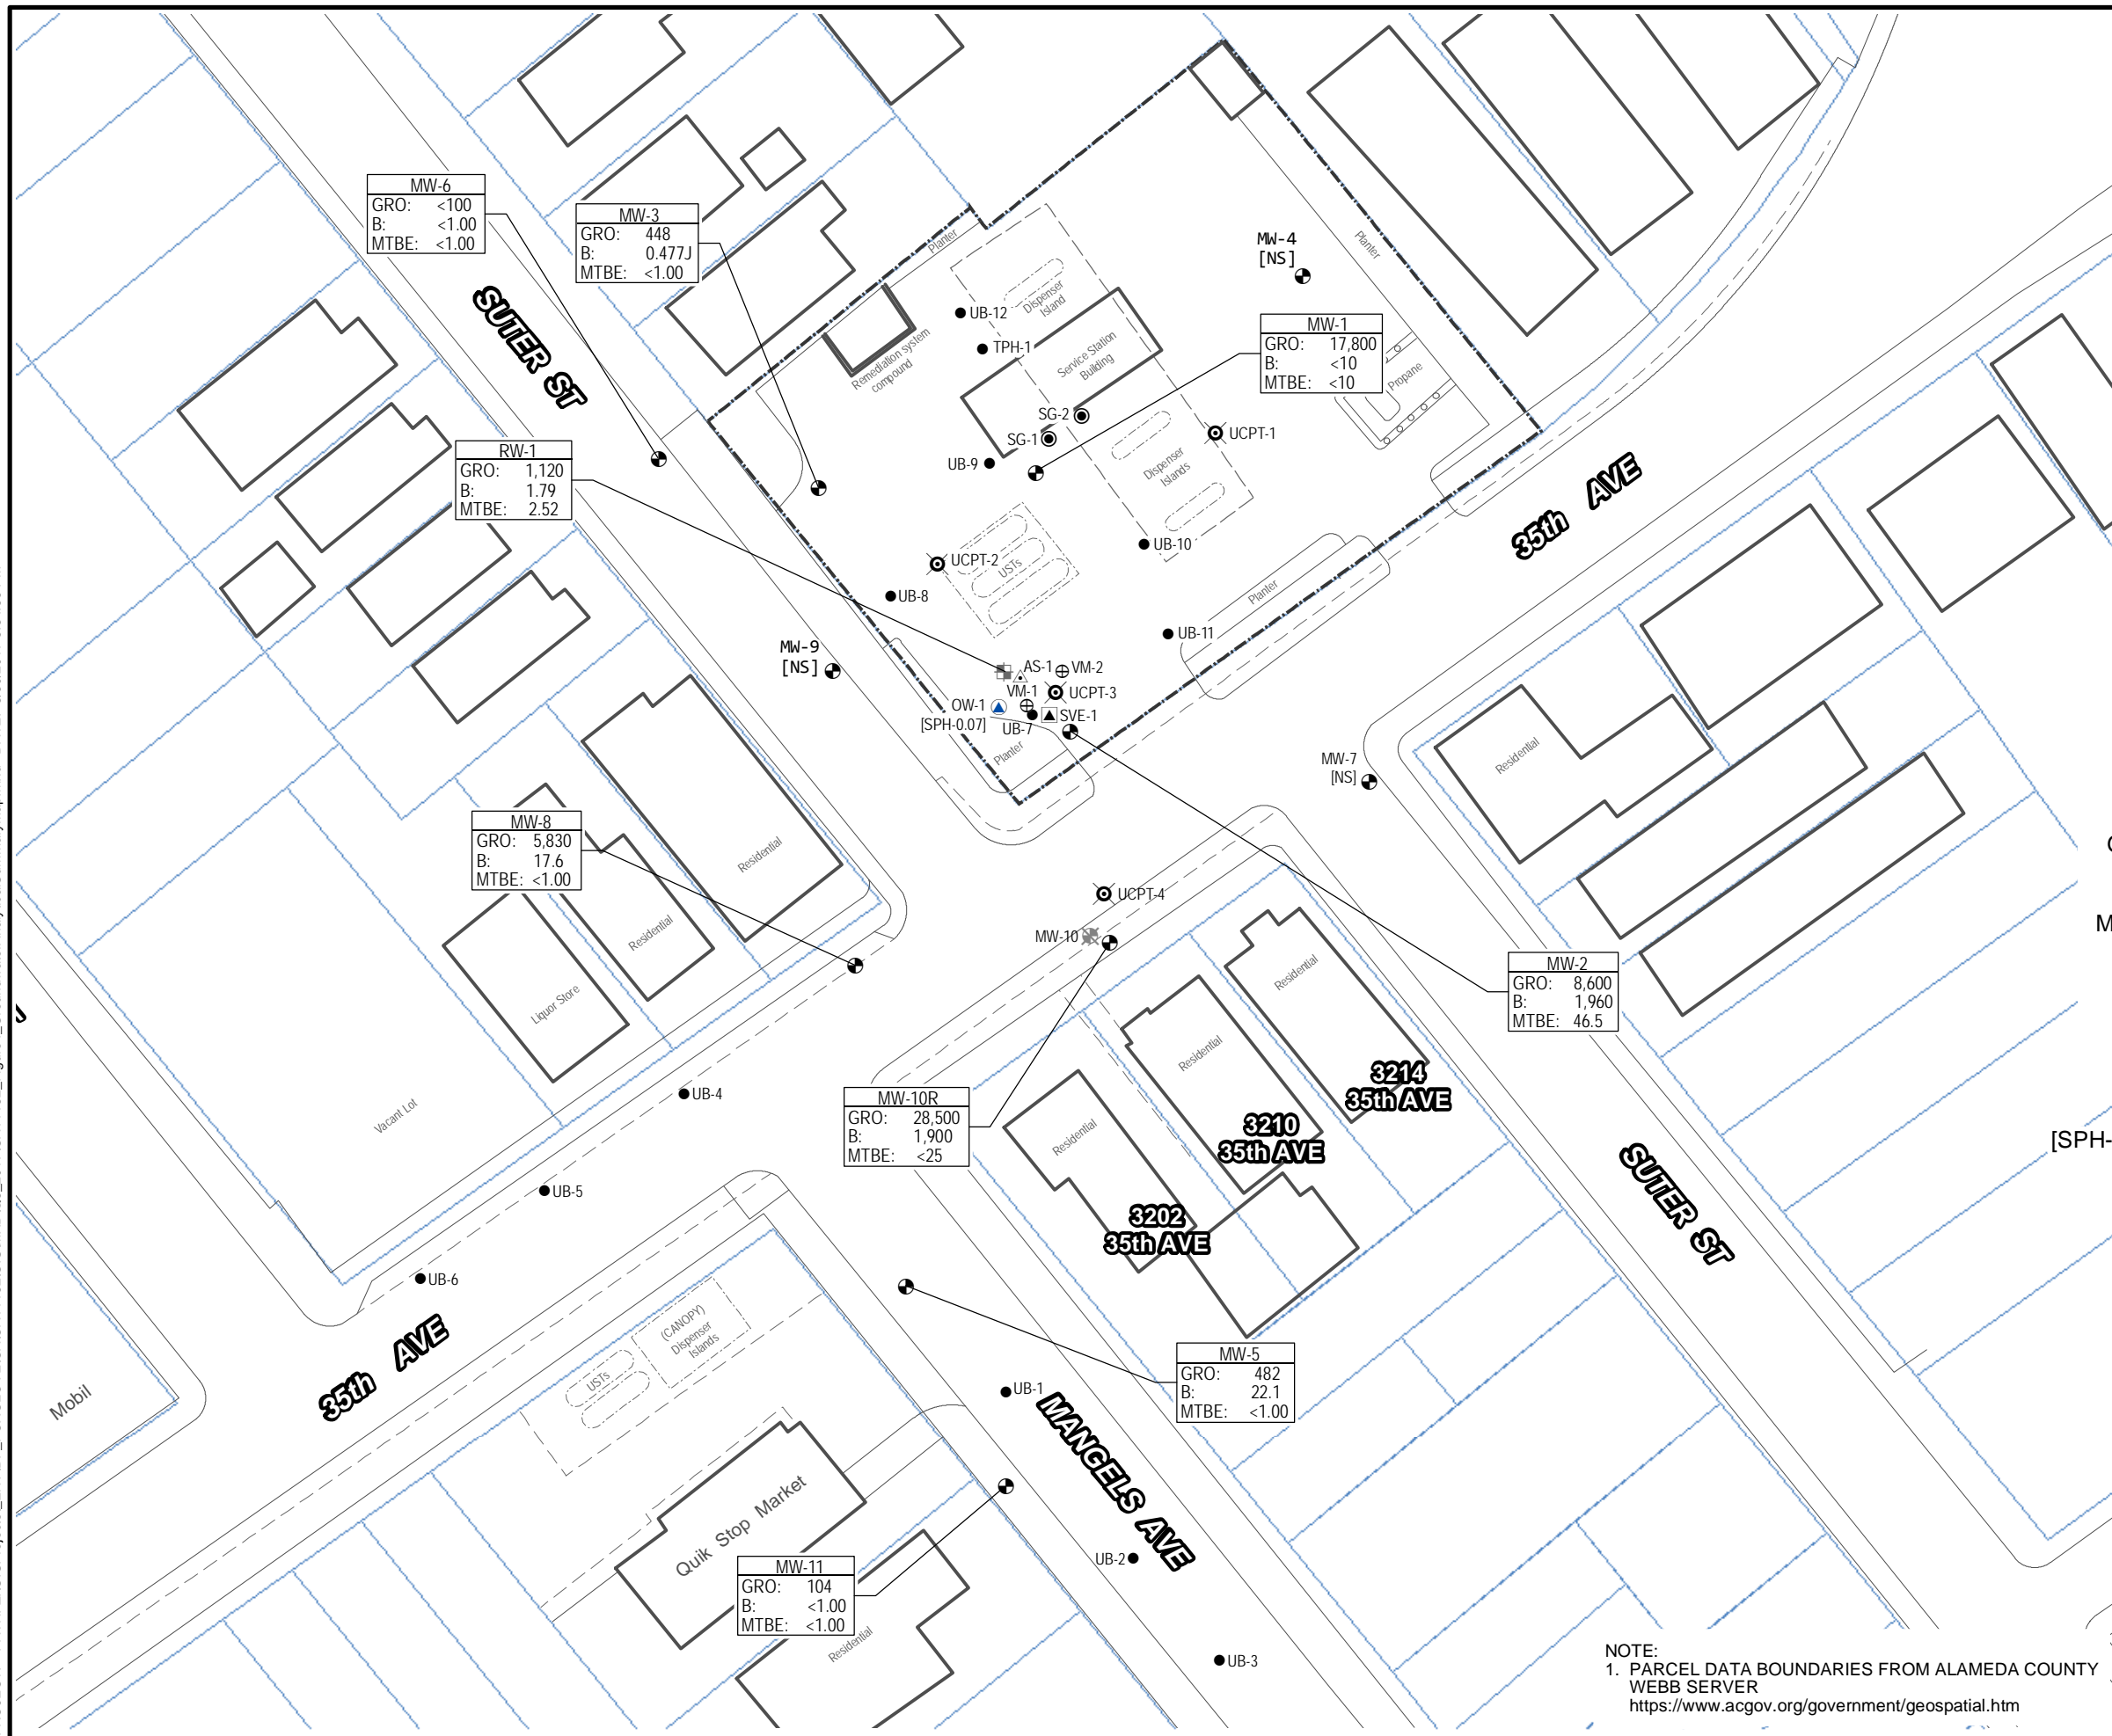 MW-6
GRO: <100
B: <1.00
MTBE: <1.00
MW-3
GRO: 448
B: 0.477J
MTBE: <1.00
SUTER ST
Planter
Remediation system
compound
UB-12
TPH-1
Dispenser
Island
Service Station
Building
MW-4
[NS]
Planter
MW-1
GRO: 17,800
B: <10
MTBE: <10
Propane
SG-2
SG-1
UCPT-1
UB-9
Dispenser
Islands
RW-1
GRO: 1,120
B: 1.79
MTBE: 2.52
35th AVE
UCPT-2
USTs
UB-10
UB-8
Planter
UB-11
MW-9
[NS]
AS-1
VM-2
VM-1
UCPT-3
OW-1
[SPH-0.07]
SVE-1
UB-7
Planter
MW-7
[NS]
Residential
MW-8
GRO: 5,830
B: 17.6
MTBE: <1.00
Residential
Residential
Liquor Store
Vacant Lot
UCPT-4
MW-10
Residential
MW-2
GRO: 8,600
B: 1,960
MTBE: 46.5
Residential
3214
35th AVE
UB-4
MW-10R
GRO: 28,500
B: 1,900
MTBE: <25
Residential
3210
35th AVE
[SPH-
SUTER ST
UB-5
3202
35th AVE
UB-6
(CANOPY)
Dispenser
Islands
USTs
35th AVE
Mobil
MW-5
GRO: 482
B: 22.1
MTBE: <1.00
UB-1
MANGELS AVE
Quik Stop Market
MW-11
GRO: 104
B: <1.00
MTBE: <1.00
UB-2
Residential
UB-3
NOTE:
1. PARCEL DATA BOUNDARIES FROM ALAMEDA COUNTY
WEBB SERVER
https://www.acgov.org/government/geospatial.htm